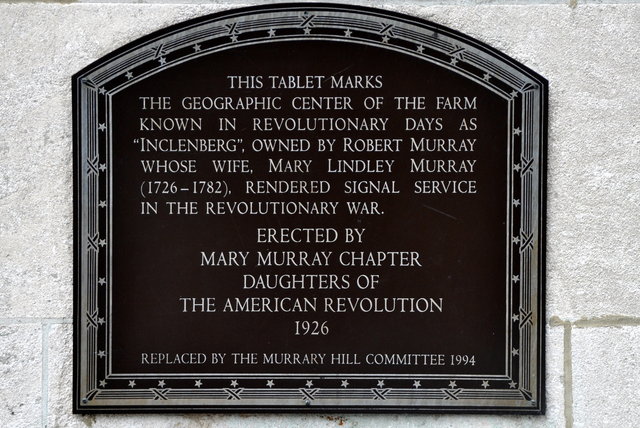 THIS TABLET MARKS
THE GEOGRAPHIC CENTER OF THE FARM
KNOWN IN REVOLUTIONARY DAYS AS
"INCLENBERG", OWNED BY ROBERT MURRAY
WHOSE WIFE, MARY LINDLEY MURRAY
(1726–1782), RENDERED SIGNAL SERVICE
IN THE REVOLUTIONARY WAR.
ERECTED BY
MARY MURRAY CHAPTER
DAUGHTERS OF
THE AMERICAN REVOLUTION
1926
REPLACED BY THE MURRARY HILL COMMITTEE 1994